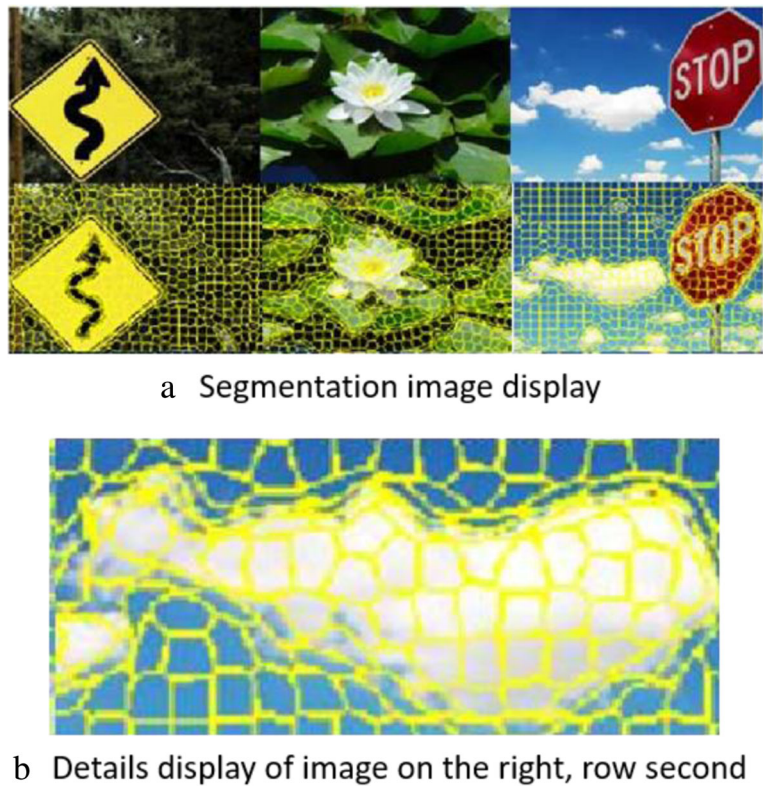 STOP
STOP
a Segmentation image display
b Details display of image on the right, row second